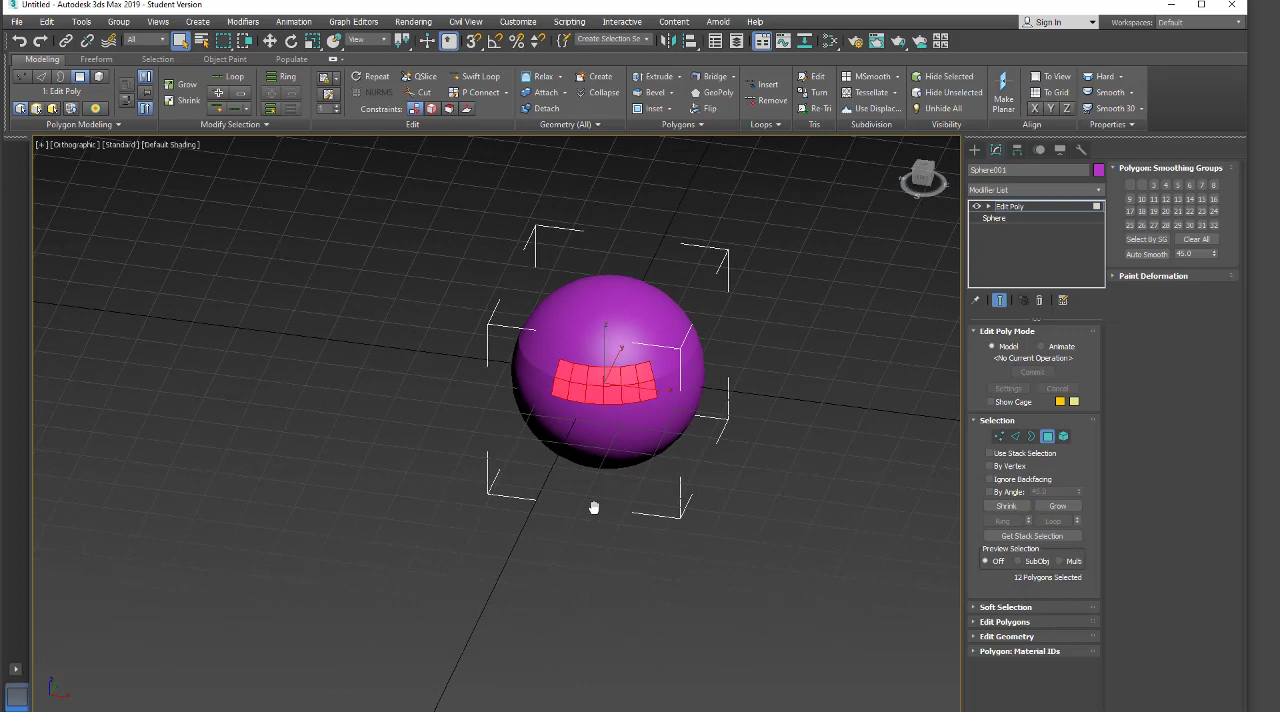 Untitled - Autodesk 3ds Max 2019 - Student Version
File Edit Tools Group Views Create Modifiers Animation Graph Editors Rendering Civil View Customize Scripting Interactive Content Arnold Help Sign In Workspaces: Default
All View Create Selection Se
Modeling Freeform Selection Object Paint Populate
Grow Loop Ring Repeat QSlice Swift Loop Relax Create Extrude Bridge Insert Edit MSmooth Hide Selected To View Hard
1: Edit Poly
Shrink NURMS Cut P Connect Attach Collapse Bevel GeoPoly Remove Turn Tessellate Hide Unselected Make Planar To Grid Smooth
Constraints: Detach Inset Flip Re-Tri Use Displac... Unhide All X Y Z Smooth 30
Polygon Modeling Modify Selection Edit Geometry (All) Polygons Loops Tris Subdivision Visibility Align Properties
[+] [Orthographic] [Standard] [Default Shading]
Sphere001
Modifier List
Edit Poly
Sphere
Polygon: Smoothing Groups
3 4 5 6 7 8
9 10 11 12 13 14 15 16
17 18 19 20 21 22 23 24
25 26 27 28 29 30 31 32
Select By SG Clear All
Auto Smooth 45.0
Paint Deformation
Edit Poly Mode
Model Animate
<No Current Operation>
Commit
Settings Cancel
Show Cage
Selection
Use Stack Selection
By Vertex
Ignore Backfacing
By Angle: 45.0
Shrink Grow
Ring Loop
Get Stack Selection
Preview Selection
Off SubObj Multi
12 Polygons Selected
Soft Selection
Edit Polygons
Edit Geometry
Polygon: Material IDs